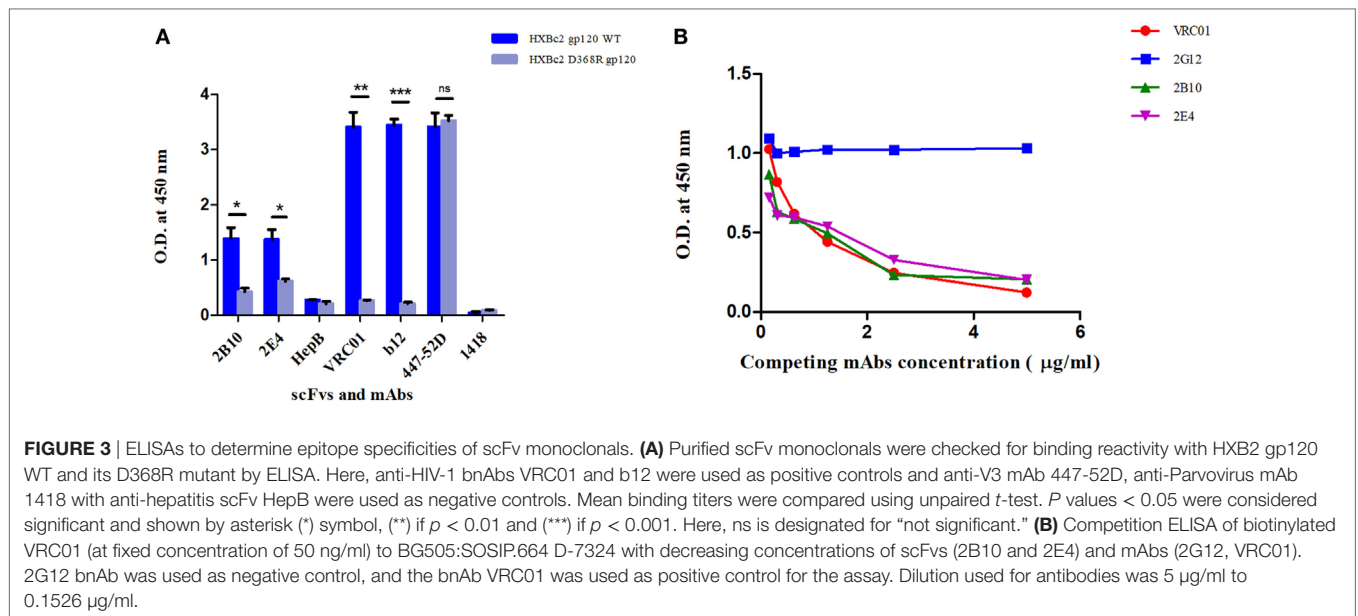 A
HXBc2 gp120 WT
HXBc2 D368R gp120
O.D. at 450 nm
4
3
2
1
0
*
*
**
***
ns
2B10
2E4
HepB
VRC01
b12
447-52D
1418
scFvs and mAbs
B
VRC01
2G12
2B10
2E4
O.D. at 450 nm
1.5
1.0
0.5
0.0
0
2
4
6
Competing mAbs concentration ( μg/ml)
FIGURE 3 | ELISAs to determine epitope specificities of scFv monoclonals. (A) Purified scFv monoclonals were checked for binding reactivity with HXB2 gp120
WT and its D368R mutant by ELISA. Here, anti-HIV-1 bnAbs VRC01 and b12 were used as positive controls and anti-V3 mAb 447-52D, anti-Parvovirus mAb
1418 with anti-hepatitis scFv HepB were used as negative controls. Mean binding titers were compared using unpaired t-test. P values < 0.05 were considered
significant and shown by asterisk (*) symbol, (**) if p < 0.01 and (***) if p < 0.001. Here, ns is designated for “not significant.” (B) Competition ELISA of biotinylated
VRC01 (at fixed concentration of 50 ng/ml) to BG505:SOSIP.664 D-7324 with decreasing concentrations of scFvs (2B10 and 2E4) and mAbs (2G12, VRC01).
2G12 bnAb was used as negative control, and the bnAb VRC01 was used as positive control for the assay. Dilution used for antibodies was 5 μg/ml to
0.1526 μg/ml.